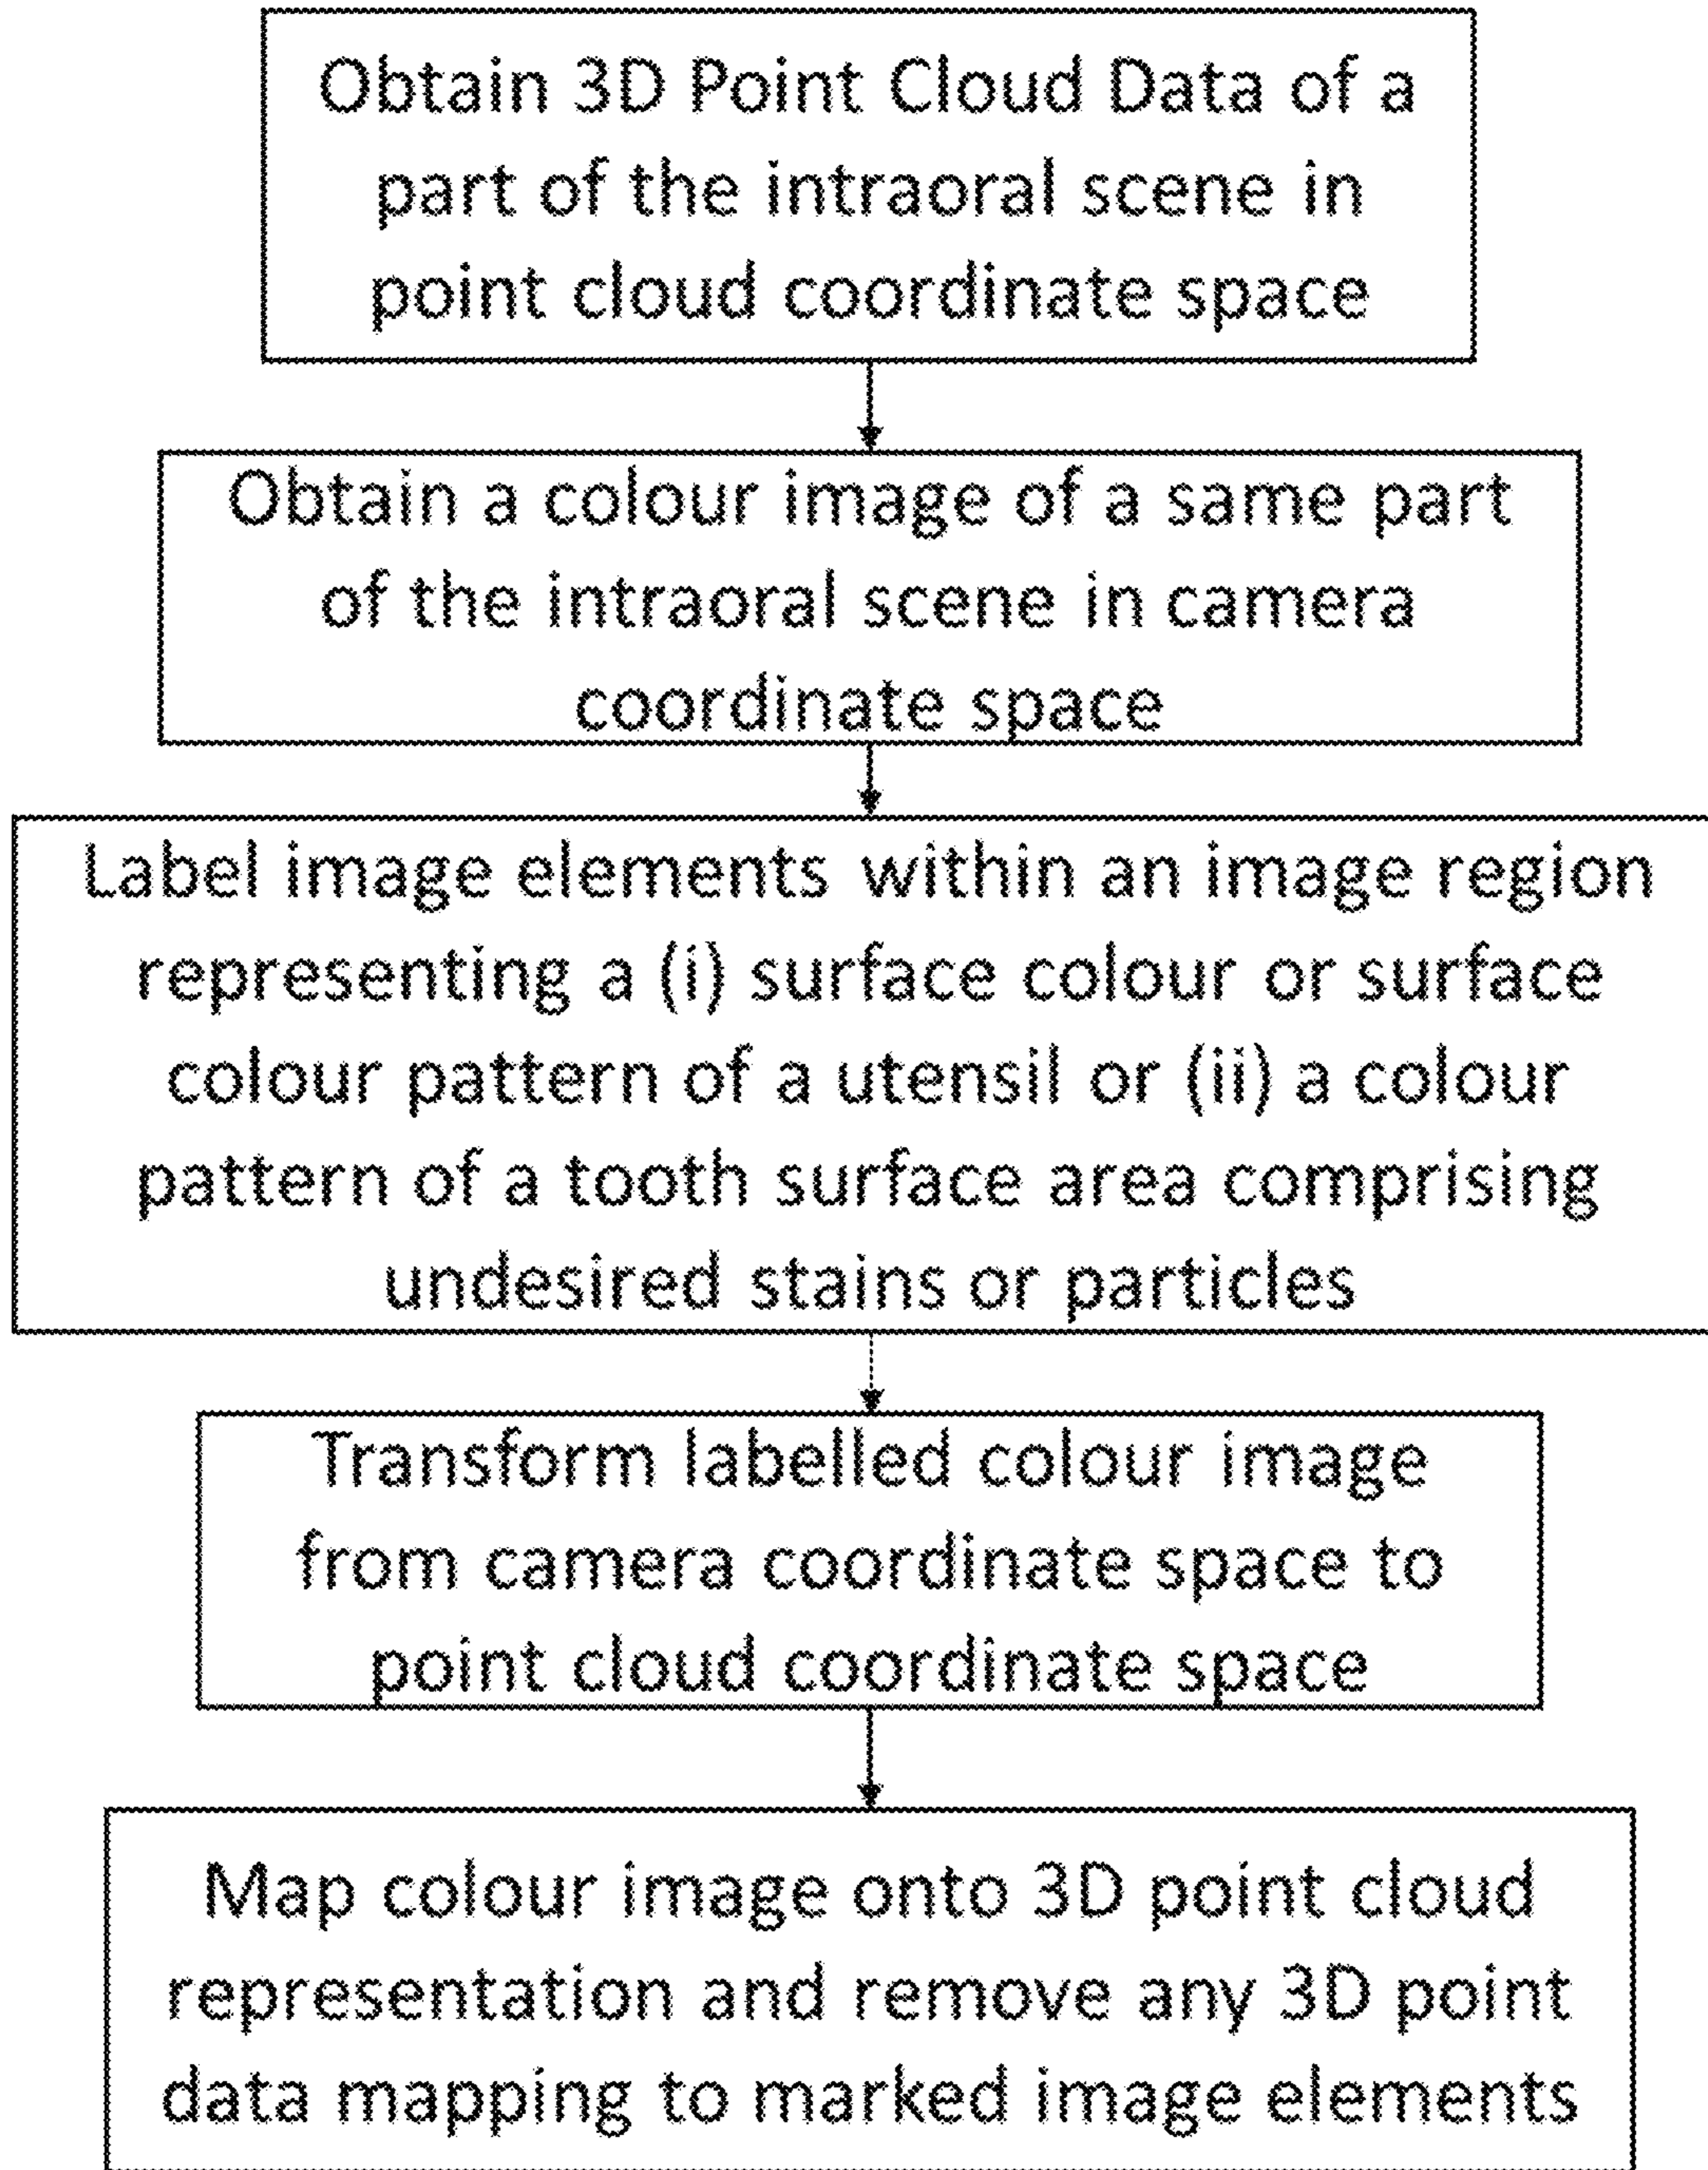 Obtain 3D Point Cloud Data of a
part of the intraoral scene in
point cloud coordinate space
Obtain a colour image of a same part
of the intraoral scene in camera
coordinate space
Label image elements within an image region
representing a (i) surface colour or surface
colour pattern of a utensil or (ii) a colour
pattern of a tooth surface area comprising
undesired stains or particles
Transform labelled colour image
from camera coordinate space to
point cloud coordinate space
Map colour image onto 3D point cloud
representation and remove any 3D point
data mapping to marked image elements